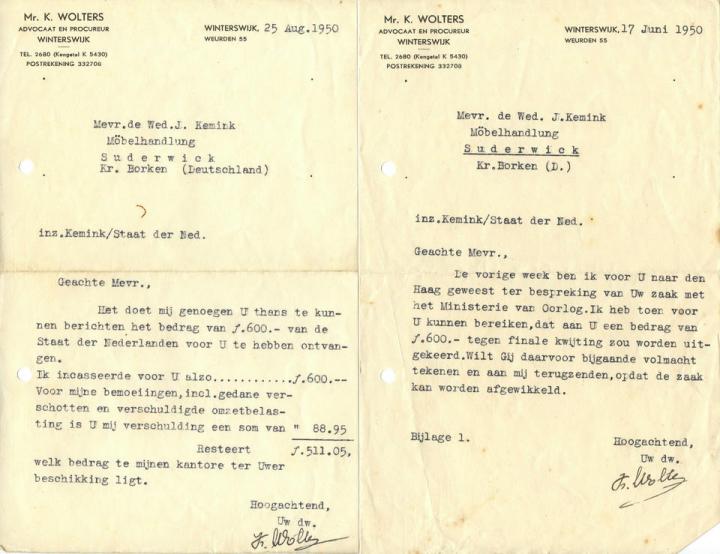 Mr. K. WOLTERS
ADVOCAAT EN PROCUREUR
WINTERSWIJK
TEL. 2680 (Kengetal K 5430)
POSTREKENING 332708
WINTERSWIJK, 25 Aug.1950
WEURDEN 55
Mevr.de Wed.J. Kemink
Möbelhandlung
S u d e r w i c k
Kr. Borken (Deutschland)
inz.Kemink/Staat der Ned.
Geachte Mevr.,
Het doet mij genoegen U thans te kun-
nen berichten het bedrag van ƒ.600.- van de
Staat der Nederlanden voor U te hebben ontvan-
gen.
Ik incasseerde voor U alzo............ƒ.600.--
Voor mijne bemoeiingen,incl.gedane ver-
schotten en verschuldigde omzetbelas-
ting is U mij verschulding een som van " 88.95
Resteert ƒ.511.05,
welk bedrag te mijnen kantore ter Uwer
beschikking ligt.
Hoogachtend,
Uw dw.
K. Wolters
Mr. K. WOLTERS
ADVOCAAT EN PROCUREUR
WINTERSWIJK
TEL. 2680 (Kengetal K 5430)
POSTREKENING 332708
WINTERSWIJK, 17 Juni 1950
WEURDEN 55
Mevr. de Wed. J.Kemink
Möbelhandlung
S u d e r w i c k
Kr.Borken (D.)
inz.Kemink/Staat der Ned.
Geachte Mevr.,
De vorige week ben ik voor U naar den
Haag geweest ter bespreking van Uw zaak met
het Ministerie van Oorlog.Ik heb toen voor
U kunnen bereiken,dat aan U een bedrag van
ƒ.600.- tegen finale kwijting zou worden uit-
gekeerd.Wilt Gij daarvoor bijgaande volmacht
tekenen en aan mij terugzenden,opdat de zaak
kan worden afgewikkeld.
Bijlage 1.
Hoogachtend,
Uw dw.
K. Wolters